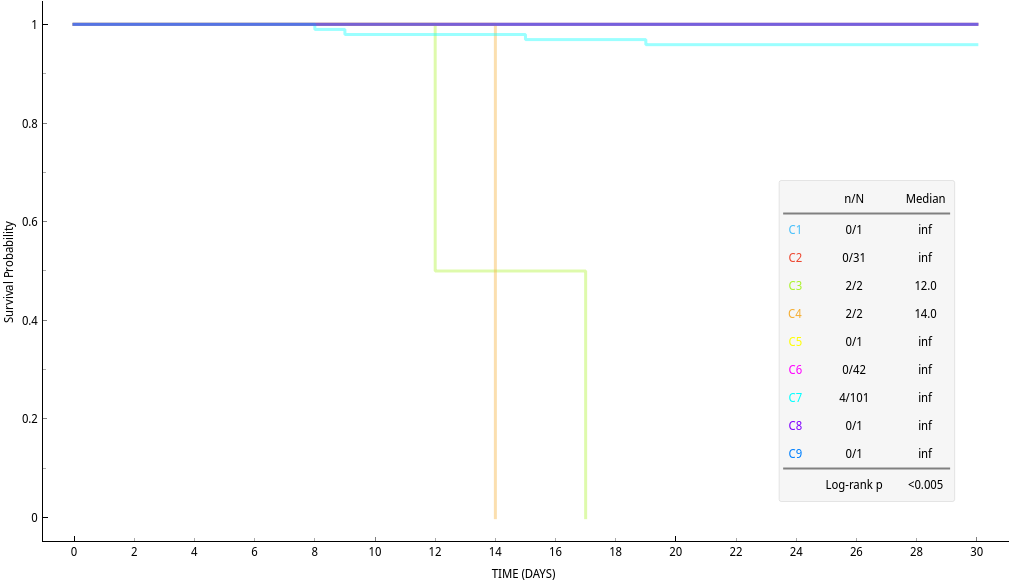 1
0.8
0.6
0.4
0.2
0
Survival Probability
0 2 4 6 8 10 12 14 16 18 20 22 24 26 28 30
TIME (DAYS)
n/N Median
C1 0/1 inf
C2 0/31 inf
C3 2/2 12.0
C4 2/2 14.0
C5 0/1 inf
C6 0/42 inf
C7 4/101 inf
C8 0/1 inf
C9 0/1 inf
Log-rank p <0.005